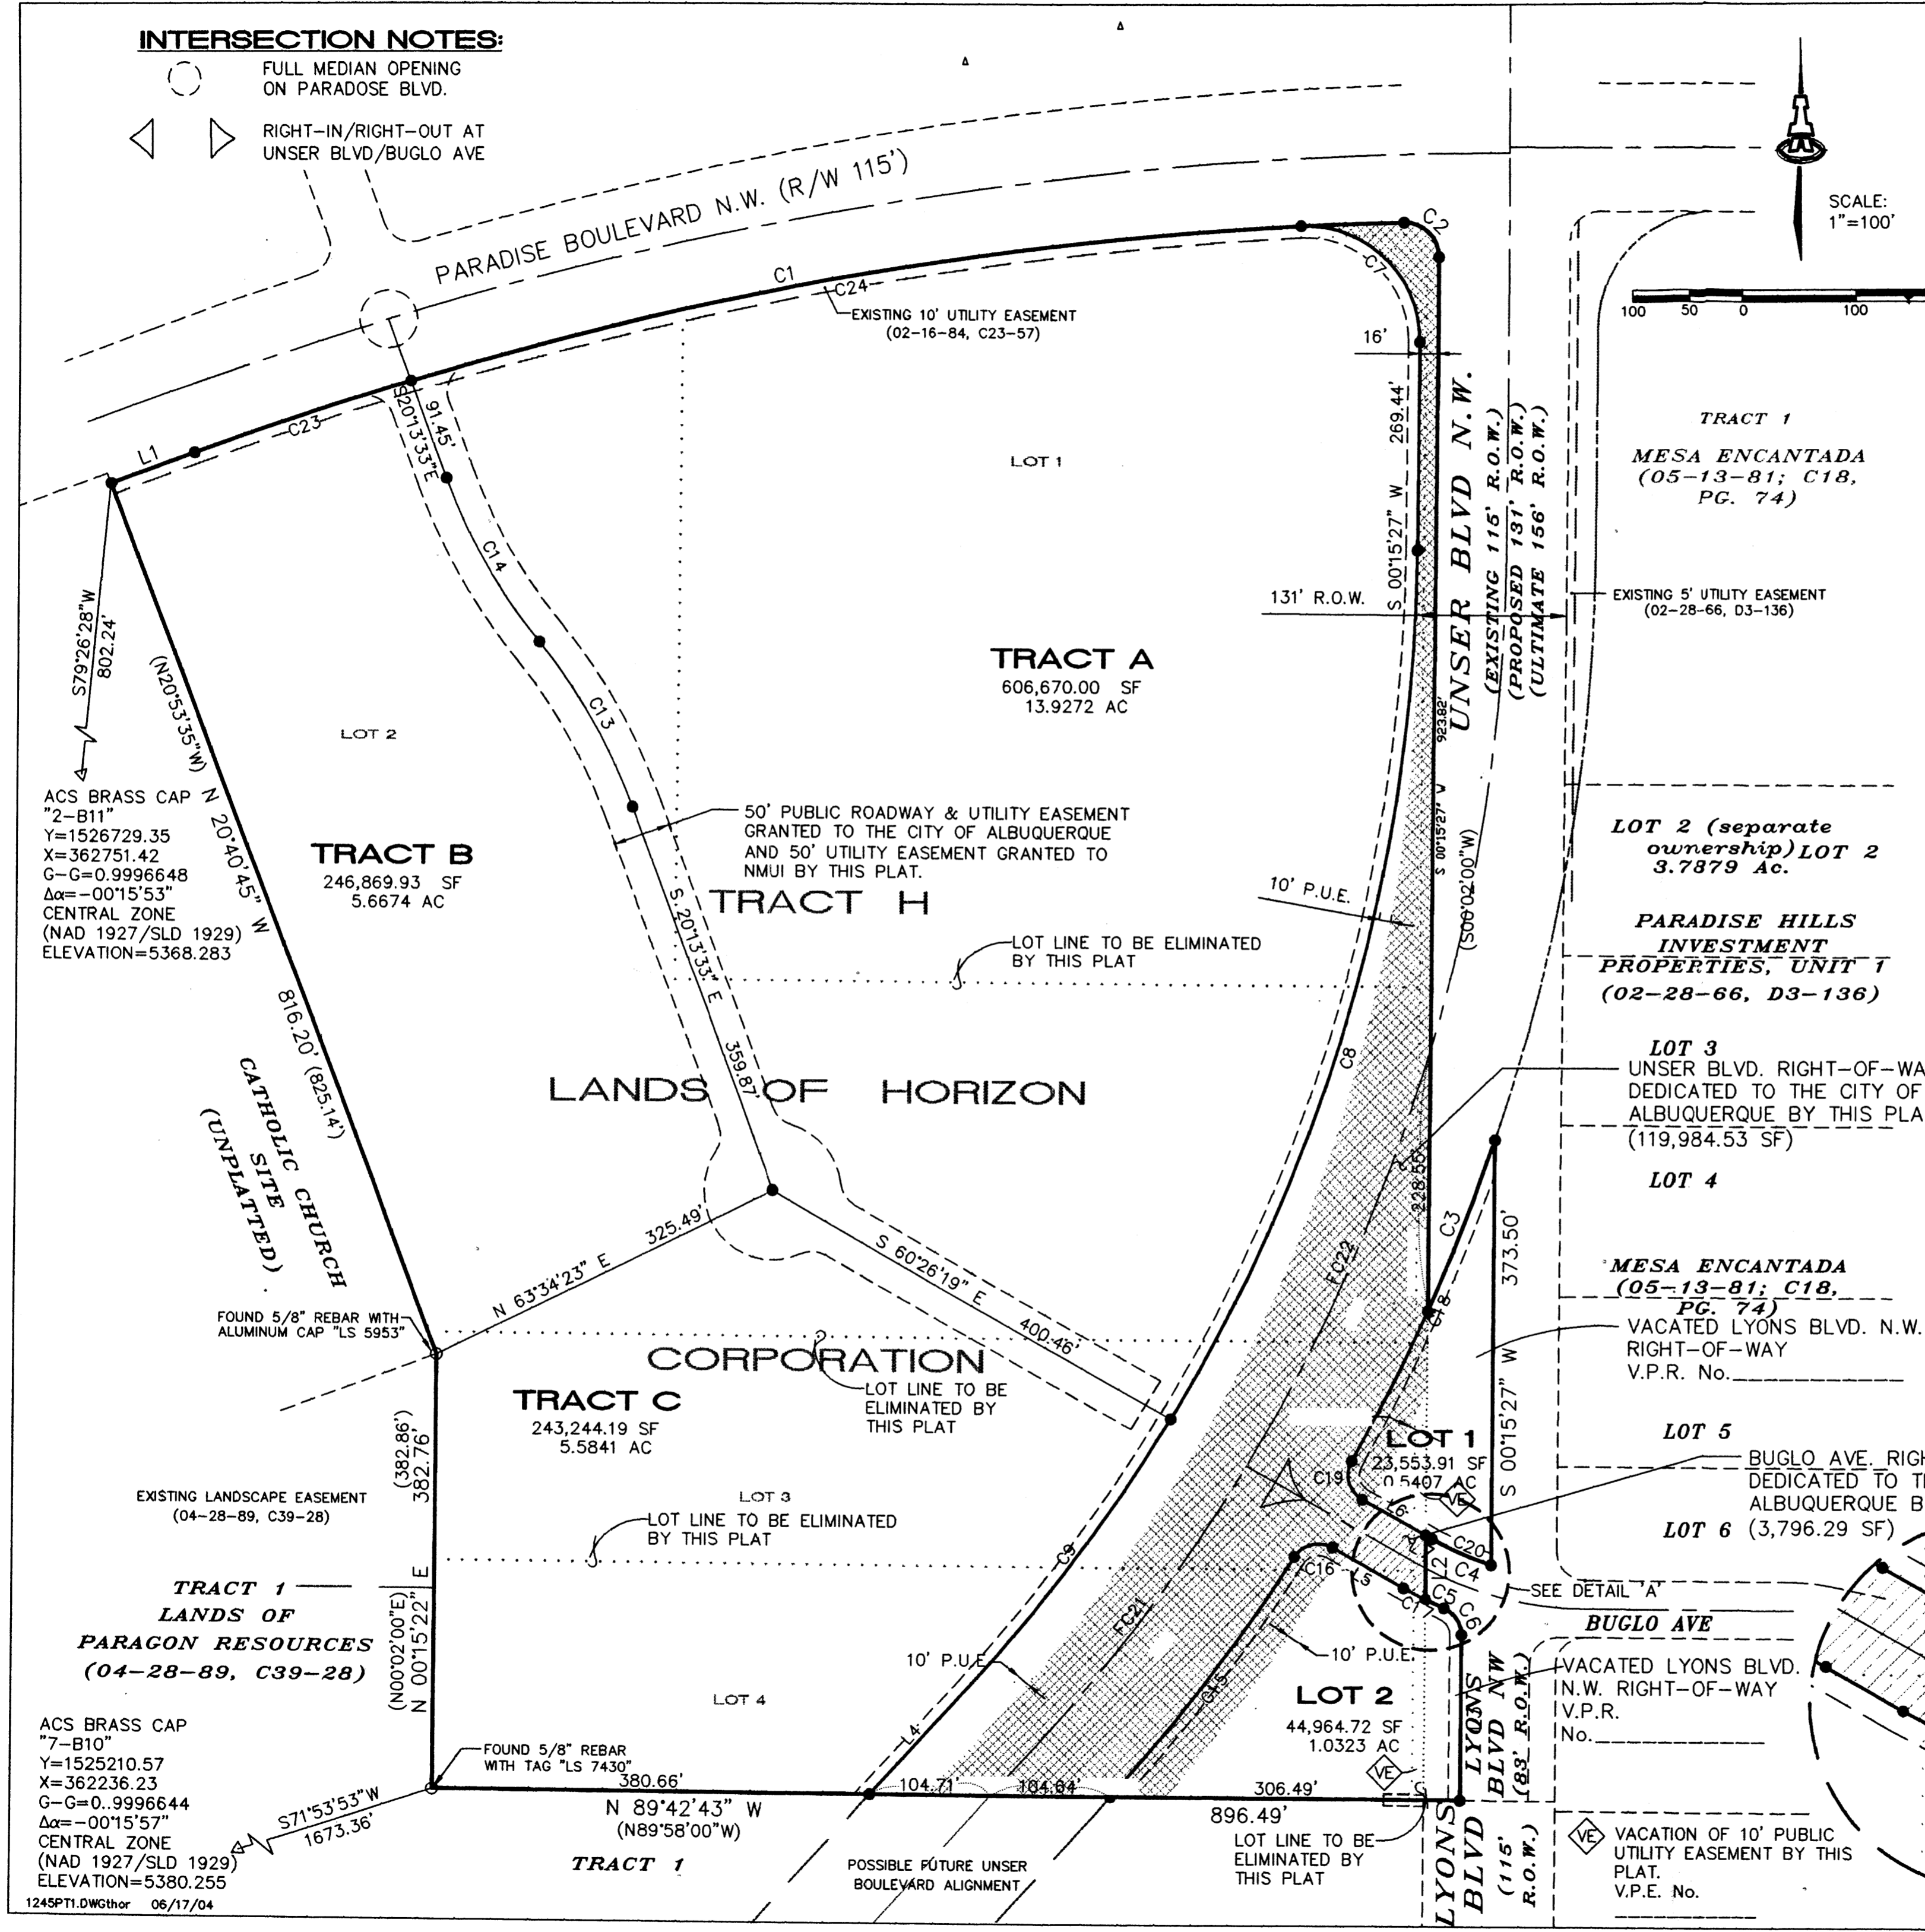 INTERSECTION NOTES:
FULL MEDIAN OPENING
ON PARADOSE BLVD.
RIGHT-IN/RIGHT-OUT AT
UNSER BLVD/BUGLO AVE
PARADISE BOULEVARD N.W. (R/W 115')
SCALE:
1"=100'
100 50 0 100
C1
C2
C7
C24
EXISTING 10' UTILITY EASEMENT
(02-16-84, C23-57)
16'
L1
C23
S20°13'33"E
91.45'
C14
C13
LOT 1
S 00°15'27" W 269.44'
UNSER BLVD N.W.
(EXISTING 115' R.O.W.)
(PROPOSED 131' R.O.W.)
(ULTIMATE 156' R.O.W.)
131' R.O.W.
TRACT 1
MESA ENCANTADA
(05-13-81; C18,
PG. 74)
EXISTING 5' UTILITY EASEMENT
(02-28-66, D3-136)
S79°26'28"W
802.24'
(N20°53'35"W) N 20°40'45" W
816.20' (825.14')
ACS BRASS CAP
"2-B11"
Y=1526729.35
X=362751.42
G-G=0.9996648
Δα=-00°15'53"
CENTRAL ZONE
(NAD 1927/SLD 1929)
ELEVATION=5368.283
LOT 2
TRACT A
606,670.00 SF
13.9272 AC
TRACT B
246,869.93 SF
5.6674 AC
50' PUBLIC ROADWAY & UTILITY EASEMENT
GRANTED TO THE CITY OF ALBUQUERQUE
AND 50' UTILITY EASEMENT GRANTED TO
NMUI BY THIS PLAT.
TRACT H
S 00°15'27" W 923.82'
(S00°02'00"W)
10' P.U.E.
LOT LINE TO BE ELIMINATED
BY THIS PLAT
S. 20°13'33" E
359.87'
LOT 2 (separate
ownership) LOT 2
3.7879 Ac.
PARADISE HILLS
INVESTMENT
PROPERTIES, UNIT 1
(02-28-66, D3-136)
LOT 3
UNSER BLVD. RIGHT-OF-WA
DEDICATED TO THE CITY OF
ALBUQUERQUE BY THIS PLA
(119,984.53 SF)
LOT 4
LANDS OF HORIZON
C8
228.55'
C3
373.50'
S 00°15'27" W
CATHOLIC CHURCH
SITE
(UNPLATTED)
N 63°34'23" E 325.49'
S 60°26'19" E
400.46'
FC22
C18
MESA ENCANTADA
(05-13-81; C18,
PG. 74)
VACATED LYONS BLVD. N.W.
RIGHT-OF-WAY
V.P.R. No.
FOUND 5/8" REBAR WITH
ALUMINUM CAP "LS 5953"
CORPORATION
TRACT C
243,244.19 SF
5.5841 AC
LOT LINE TO BE
ELIMINATED BY
THIS PLAT
LOT 1
23,553.91 SF
0.5407 AC
VE
C19
LOT 5
BUGLO AVE. RIGH
DEDICATED TO TH
ALBUQUERQUE B
LOT 6 (3,796.29 SF)
(382.86')
382.76'
EXISTING LANDSCAPE EASEMENT
(04-28-89, C39-28)
LOT 3
LOT LINE TO BE ELIMINATED
BY THIS PLAT
C9
C16
L5
C20
C4
C5
C6
C17
SEE DETAIL 'A'
BUGLO AVE
TRACT 1
LANDS OF
PARAGON RESOURCES
(04-28-89, C39-28)
(N00°02'00"E)
N 00°15'22" E
FC21
10' P.U.E.
10' P.U.E.
C15
LOT 4
L4
LOT 2
44,964.72 SF
1.0323 AC
VE
VACATED LYONS BLVD.
N.W. RIGHT-OF-WAY
V.P.R.
No.
LYONS
BLVD NW
(83' R.O.W.)
ACS BRASS CAP
"7-B10"
Y=1525210.57
X=362236.23
G-G=0..9996644
Δα=-00°15'57"
CENTRAL ZONE
(NAD 1927/SLD 1929)
ELEVATION=5380.255
FOUND 5/8" REBAR
WITH TAG "LS 7430"
S71°53'53"W
1673.36'
380.66'
104.71'
104.64'
306.49'
N 89°42'43" W
896.49'
(N89°58'00"W)
TRACT 1
POSSIBLE FUTURE UNSER
BOULEVARD ALIGNMENT
LOT LINE TO BE
ELIMINATED BY
THIS PLAT
LYONS
BLVD
(115'
R.O.W.)
VE
VACATION OF 10' PUBLIC
UTILITY EASEMENT BY THIS
PLAT.
V.P.E. No.
1245PT1.DWGthor 06/17/04